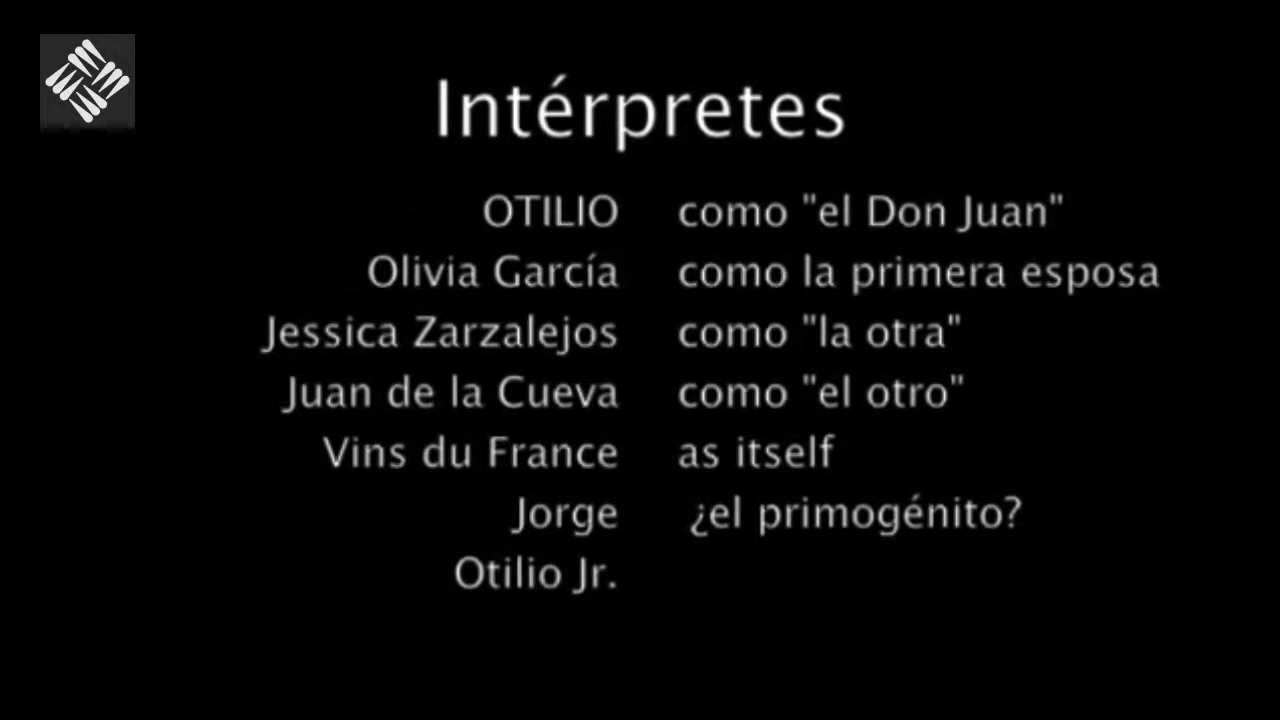 Intérpretes
OTILIO como "el Don Juan"
Olivia García como la primera esposa
Jessica Zarzalejos como "la otra"
Juan de la Cueva como "el otro"
Vins du France as itself
Jorge ¿el primogénito?
Otilio Jr.